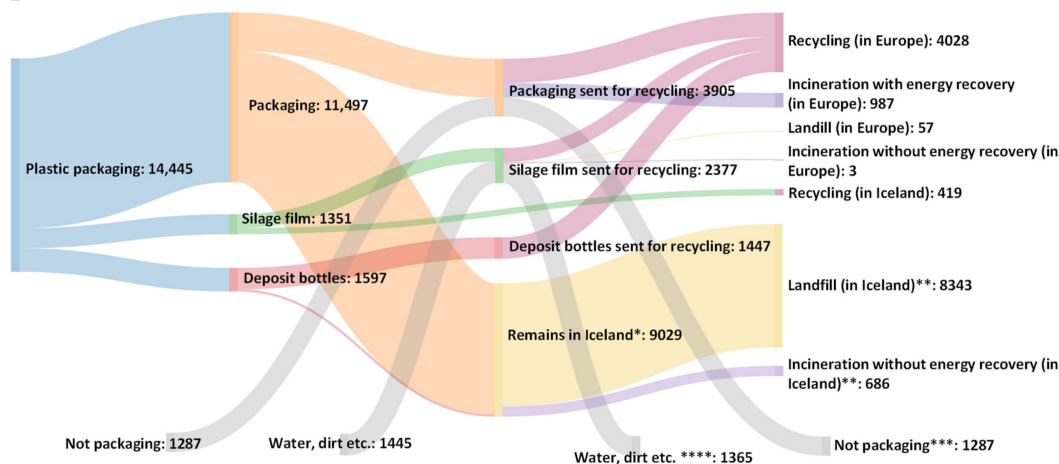 Plastic packaging: 14,445
Packaging: 11,497
Silage film: 1351
Deposit bottles: 1597
Packaging sent for recycling: 3905
Silage film sent for recycling: 2377
Deposit bottles sent for recycling: 1447
Remains in Iceland*: 9029
Recycling (in Europe): 4028
Incineration with energy recovery
(in Europe): 987
Landill (in Europe): 57
Incineration without energy recovery (in
Europe): 3
Recycling (in Iceland): 419
Landfill (in Iceland)**: 8343
Incineration without energy recovery (in
Iceland)**: 686
Not packaging: 1287
Water, dirt etc.: 1445
Water, dirt etc. ****: 1365
Not packaging***: 1287